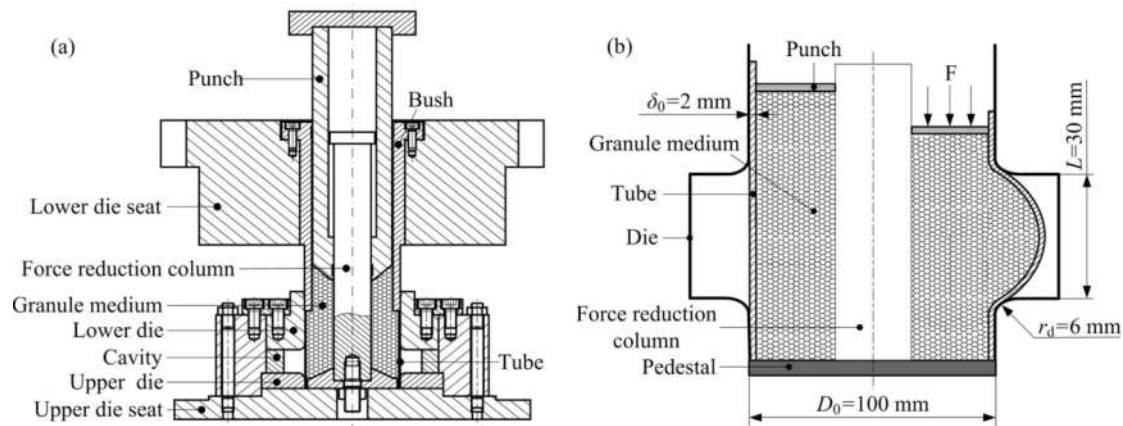 (a)
Punch
Bush
Lower die seat
Force reduction column
Granule medium
Lower die
Cavity
Upper die
Upper die seat
Tube
(b)
Punch
F
δ₀=2 mm
Granule medium
Tube
Die
L=30 mm
Force reduction
column
r_d=6 mm
Pedestal
D₀=100 mm